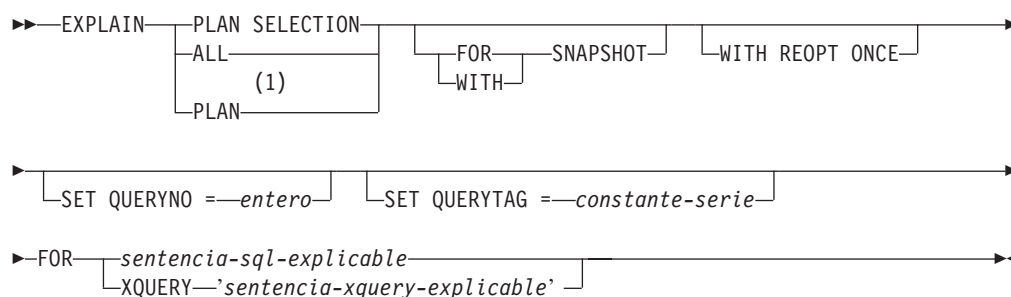 EXPLAIN PLAN SELECTION
ALL FOR SNAPSHOT WITH REOPT ONCE
(1) WITH
PLAN
SET QUERYNO = entero SET QUERYTAG = constante-serie
FOR sentencia-sql-explicable
XQUERY 'sentencia-xquery-explicable'